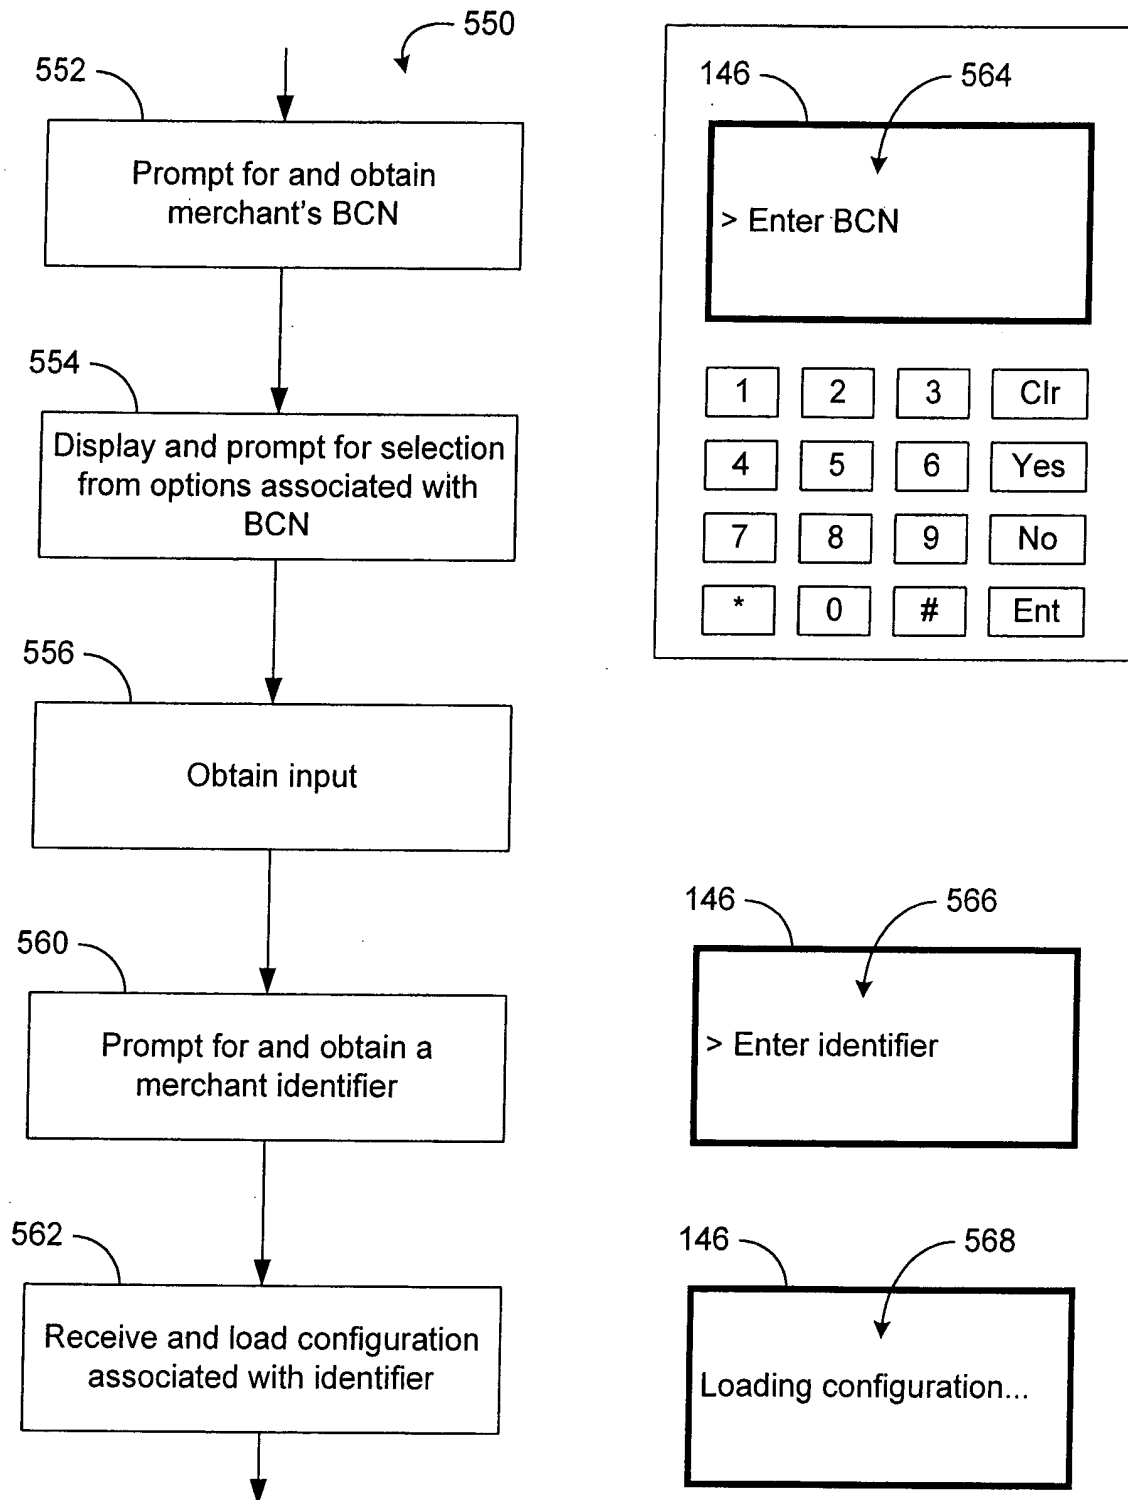 550
552
Prompt for and obtain
merchant's BCN
554
Display and prompt for selection
from options associated with
BCN
556
Obtain input
560
Prompt for and obtain a
merchant identifier
562
Receive and load configuration
associated with identifier
146
564
> Enter BCN
1 2 3 Clr
4 5 6 Yes
7 8 9 No
* 0 # Ent
146
566
> Enter identifier
146
568
Loading configuration...